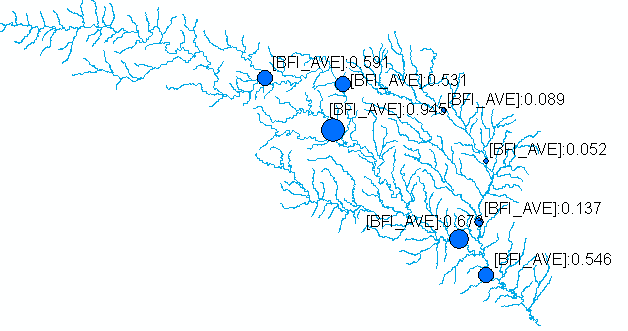 [BFI_AVE]:0.591
[BFI_AVE]:0.531
[BFI_AVE]:0.089
[BFI_AVE]:0.945
[BFI_AVE]:0.052
[BFI_AVE]:0.137
[BFI_AVE]:0.67
[BFI_AVE]:0.546